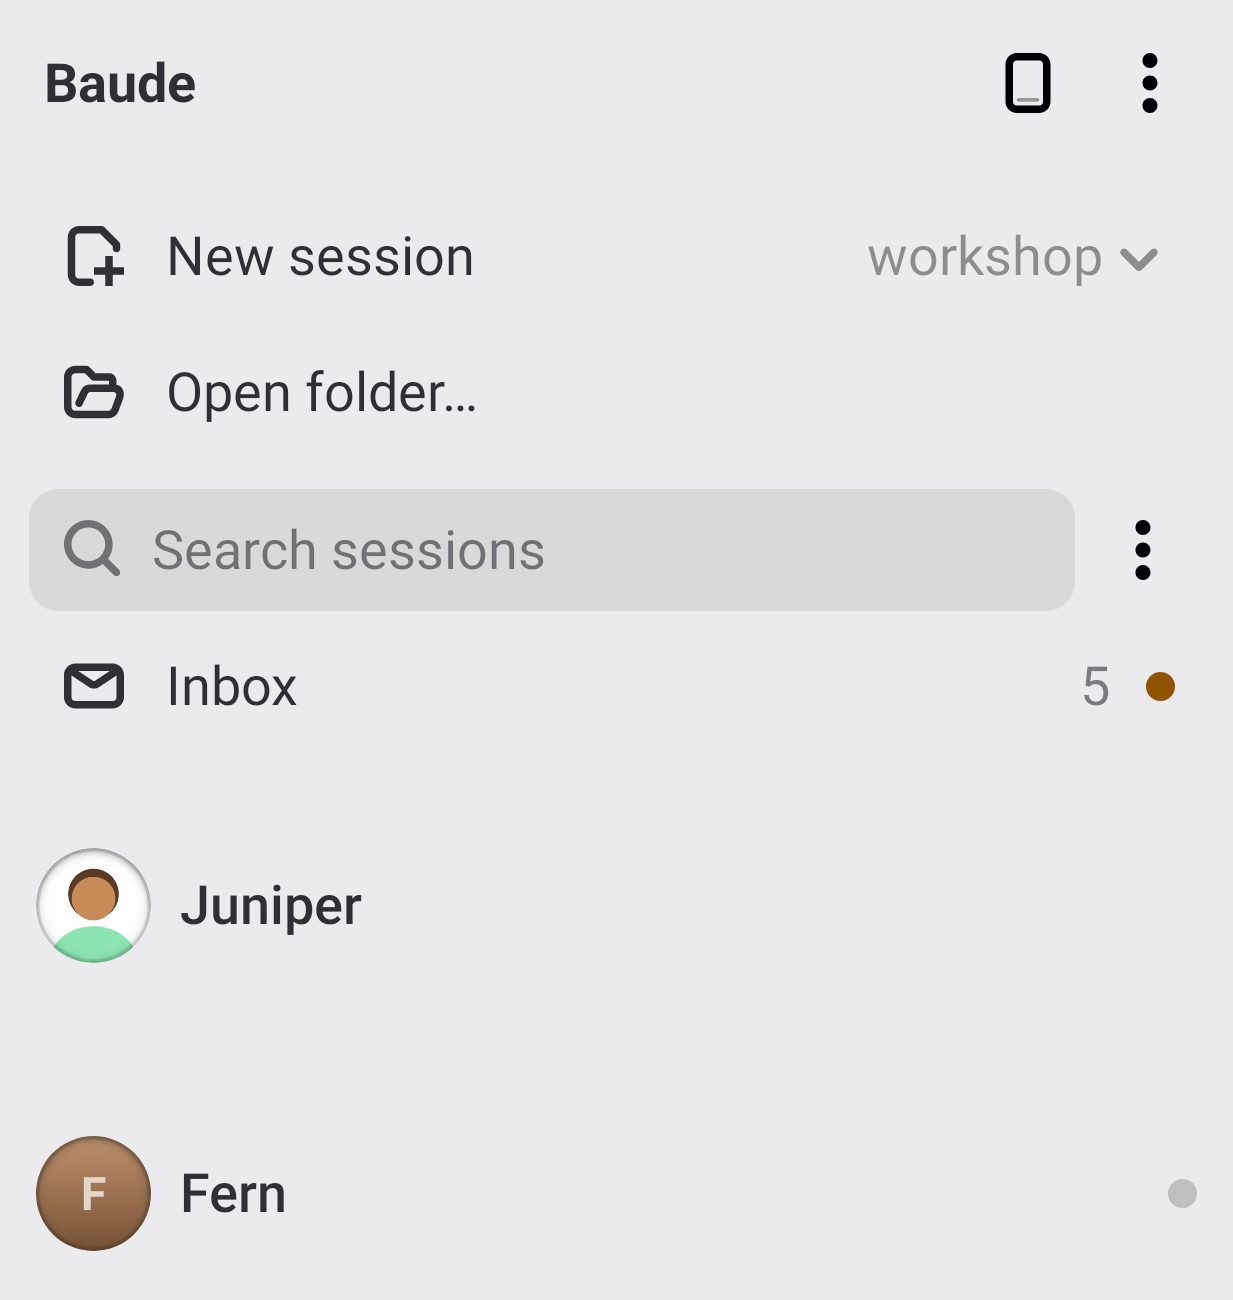 Baude
New session workshop
Open folder…
Search sessions
Inbox 5
Juniper
F Fern